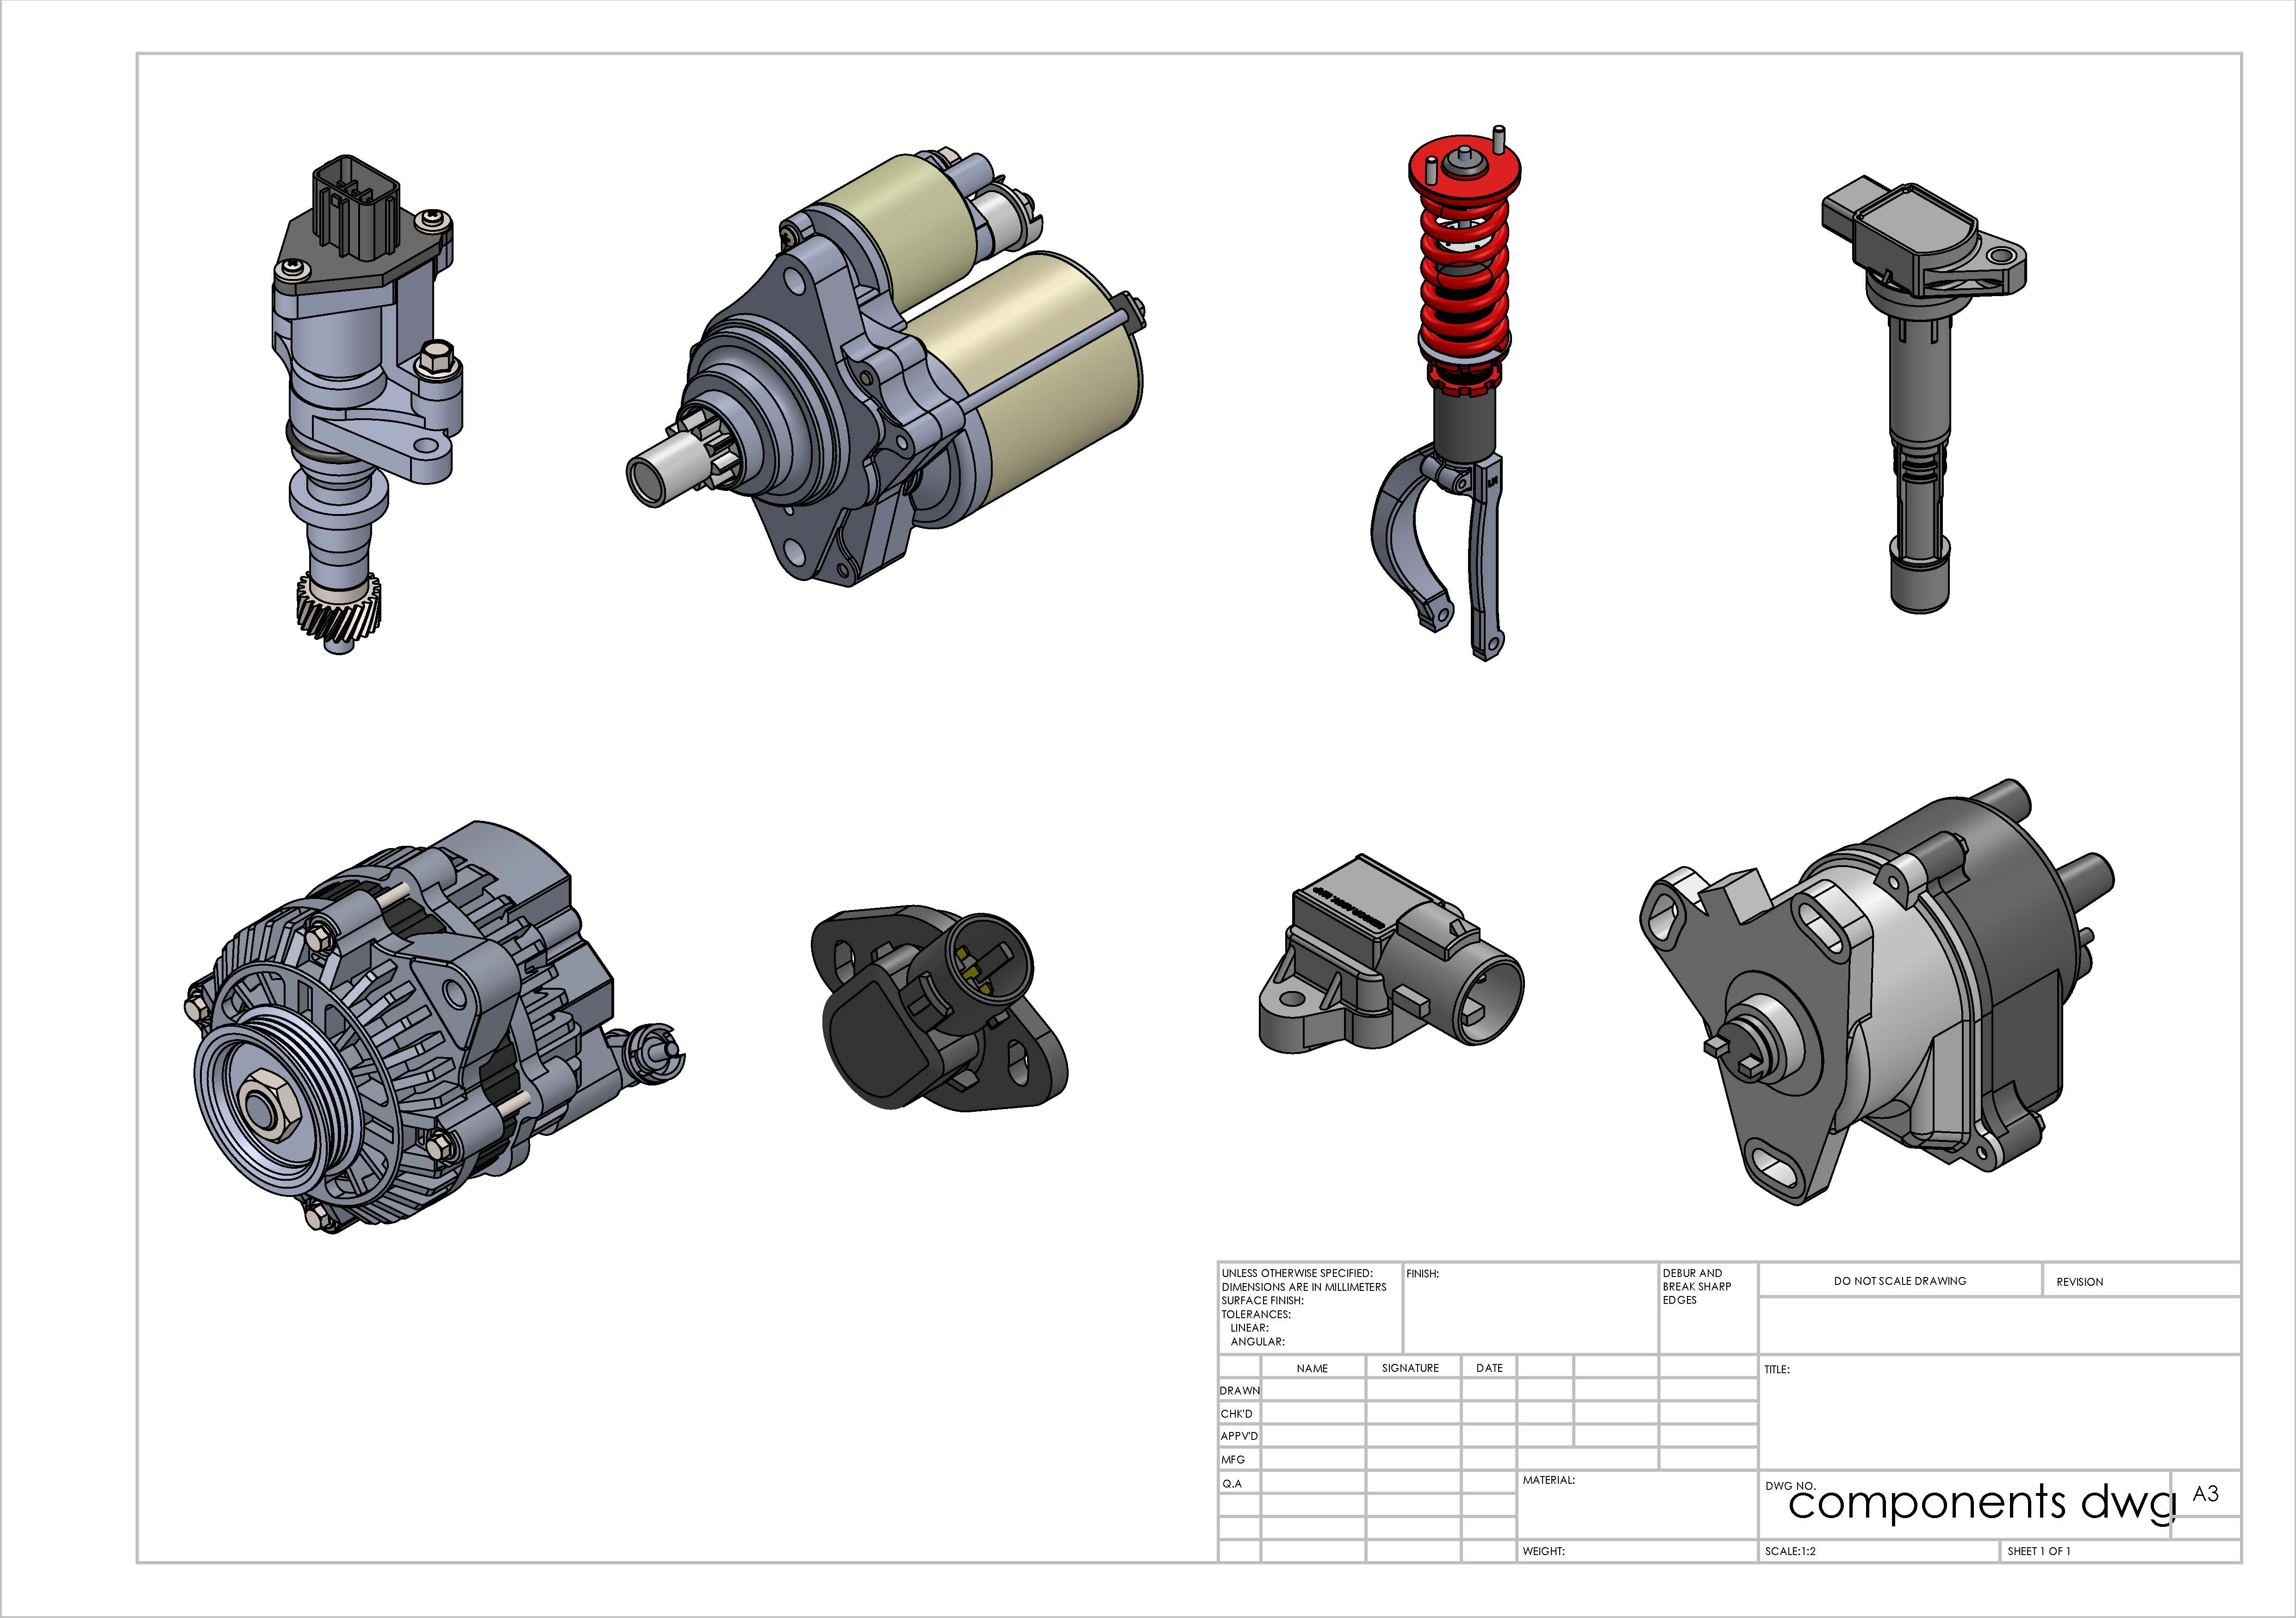 UNLESS OTHERWISE SPECIFIED:
DIMENSIONS ARE IN MILLIMETERS
SURFACE FINISH:
TOLERANCES:
LINEAR:
ANGULAR:
FINISH:
DEBUR AND
BREAK SHARP
EDGES
DO NOT SCALE DRAWING
REVISION
NAME
SIGNATURE
DATE
TITLE:
DRAWN
CHK'D
APPV'D
MFG
Q.A
MATERIAL:
DWG NO.
components dwg
A3
WEIGHT:
SCALE:1:2
SHEET 1 OF 1